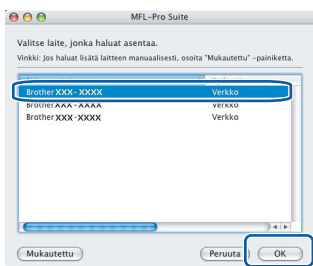 MFL-Pro Suite
Valitse laite, jonka haluat asentaa.
Vinkki: Jos haluat lisätä laitteen manuaalisesti, osoita "Mukautettu" -painiketta.
Brother XXX-XXXX Verkko
Brother XXX-XXXX Verkko
Brother XXX-XXXX Verkko
Mukautettu Peruuta OK